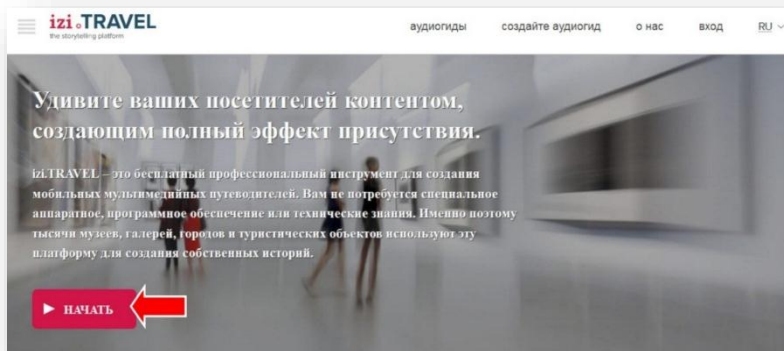 izi.TRAVEL
the storytelling platform
аудиогиды создайте аудиогид о нас вход RU
Удивите ваших посетителей контентом,
создающим полный эффект присутствия.
izi.TRAVEL – это бесплатный профессиональный инструмент для создания
мобильных мультимедийных путеводителей. Вам не потребуется специальное
аппаратное, программное обеспечение или технические знания. Именно поэтому
тысячи музеев, галерей, городов и туристических объектов используют эту
платформу для создания собственных историй.
НАЧАТЬ